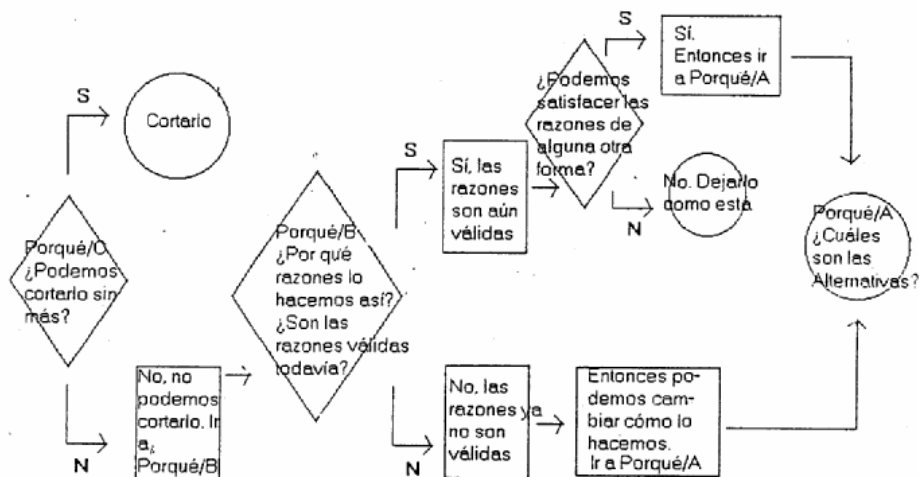 S
Cortarlo
Porqué/C
¿Podemos
cortarlo sin
más?
N
No, no
podemos
cortarlo. Ir
a,
Porqué/B
Porqué/B
¿Por qué
razones lo
hacemos así?
¿Son las
razones válidas
todavía?
S
Sí, las
razones
son aún
válidas
N
No, las
razones ya
no son
válidas
¿Podemos
satisfacer las
razones de
alguna otra
forma?
S
Sí.
Entonces ir
a Porqué/A
N
No. Dejarlo
como está
Entonces po-
demos cam-
biar cómo lo
hacemos.
Ir a Porqué/A
Porqué/A
¿Cuáles
son las
Alternativas?